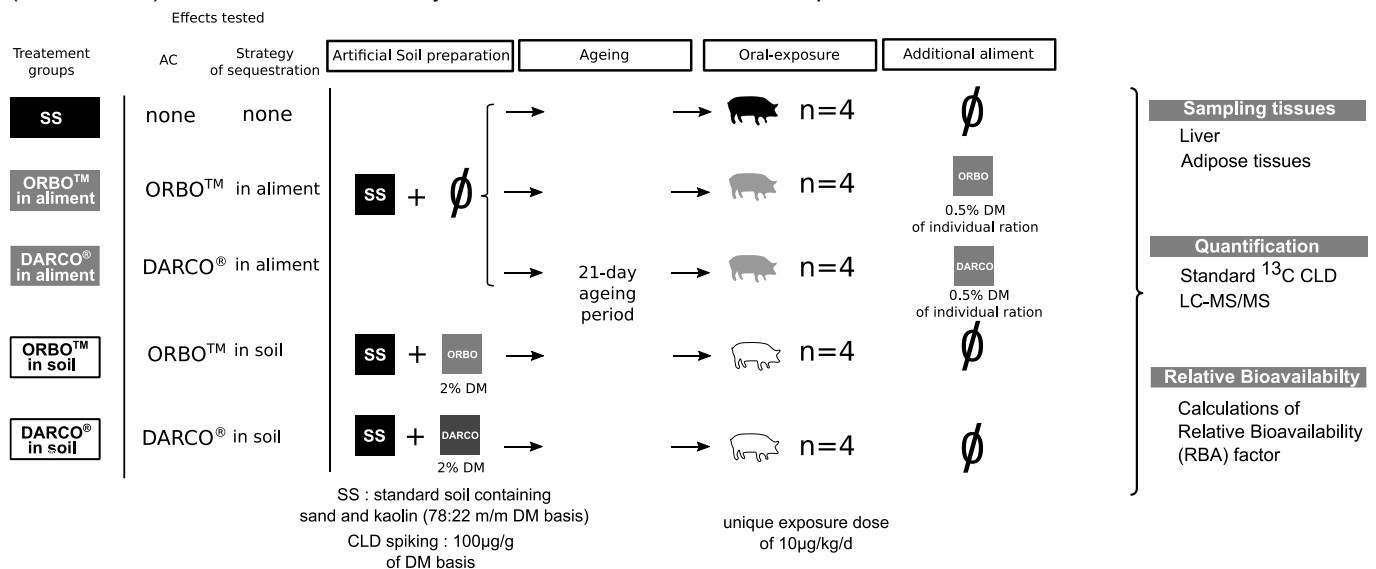 Effects tested
Treatement
groups
AC
Strategy
of sequestration
Artificial Soil preparation
Ageing
Oral-exposure
Additional aliment
SS
none
none
n=4
ϕ
ORBO™
in aliment
ORBO™
in aliment
SS + ϕ
n=4
ORBO
0.5% DM
of individual ration
DARCO®
in aliment
DARCO®
in aliment
21-day
ageing
period
n=4
DARCO
0.5% DM
of individual ration
ORBO™
in soil
ORBO™
in soil
SS + ORBO
2% DM
n=4
ϕ
DARCO®
in soil
DARCO®
in soil
SS + DARCO
2% DM
n=4
ϕ
SS : standard soil containing
sand and kaolin (78:22 m/m DM basis)
CLD spiking : 100µg/g
of DM basis
unique exposure dose
of 10µg/kg/d
Sampling tissues
Liver
Adipose tissues
Quantification
Standard ¹³C CLD
LC-MS/MS
Relative Bioavailabilty
Calculations of
Relative Bioavailability
(RBA) factor